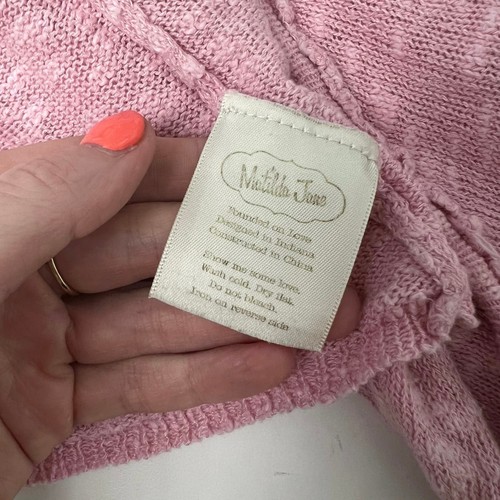 Matilda Jane
Founded on Love
Designed in Indiana
Constructed in China
Show me some love.
Wash cold. Dry flat.
Do not bleach.
Iron on reverse side